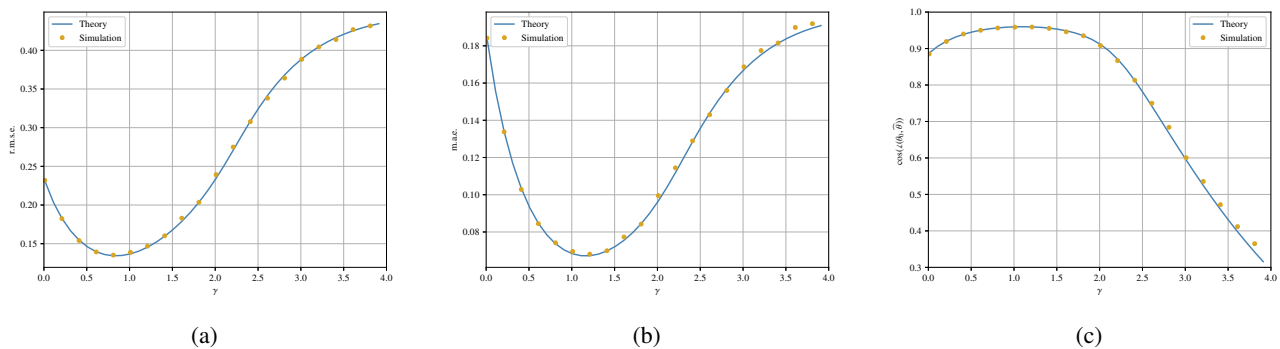 Theory
Simulation
0.40
0.35
0.30
0.25
0.20
0.15
r.m.s.e.
0.0 0.5 1.0 1.5 2.0 2.5 3.0 3.5 4.0
γ
(a)
Theory
Simulation
0.18
0.16
0.14
0.12
0.10
0.08
m.a.e.
0.0 0.5 1.0 1.5 2.0 2.5 3.0 3.5 4.0
γ
(b)
Theory
Simulation
1.0
0.9
0.8
0.7
0.6
0.5
0.4
0.3
cos(∠(θ₀, θ̂))
0.0 0.5 1.0 1.5 2.0 2.5 3.0 3.5 4.0
γ
(c)